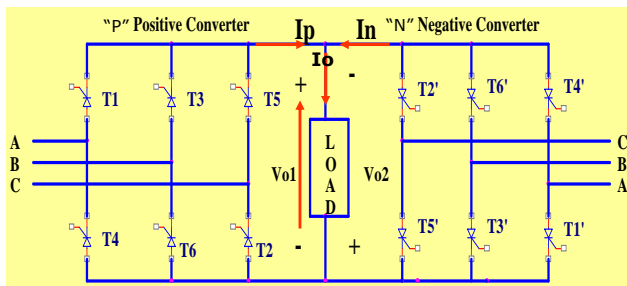 "P" Positive Converter
Ip
In
"N" Negative Converter
Io
+
-
T1
T3
T5
T2'
T6'
T4'
A
B
C
C
B
A
L
O
A
D
Vo1
Vo2
T4
T6
T2
T5'
T3'
T1'
-
+